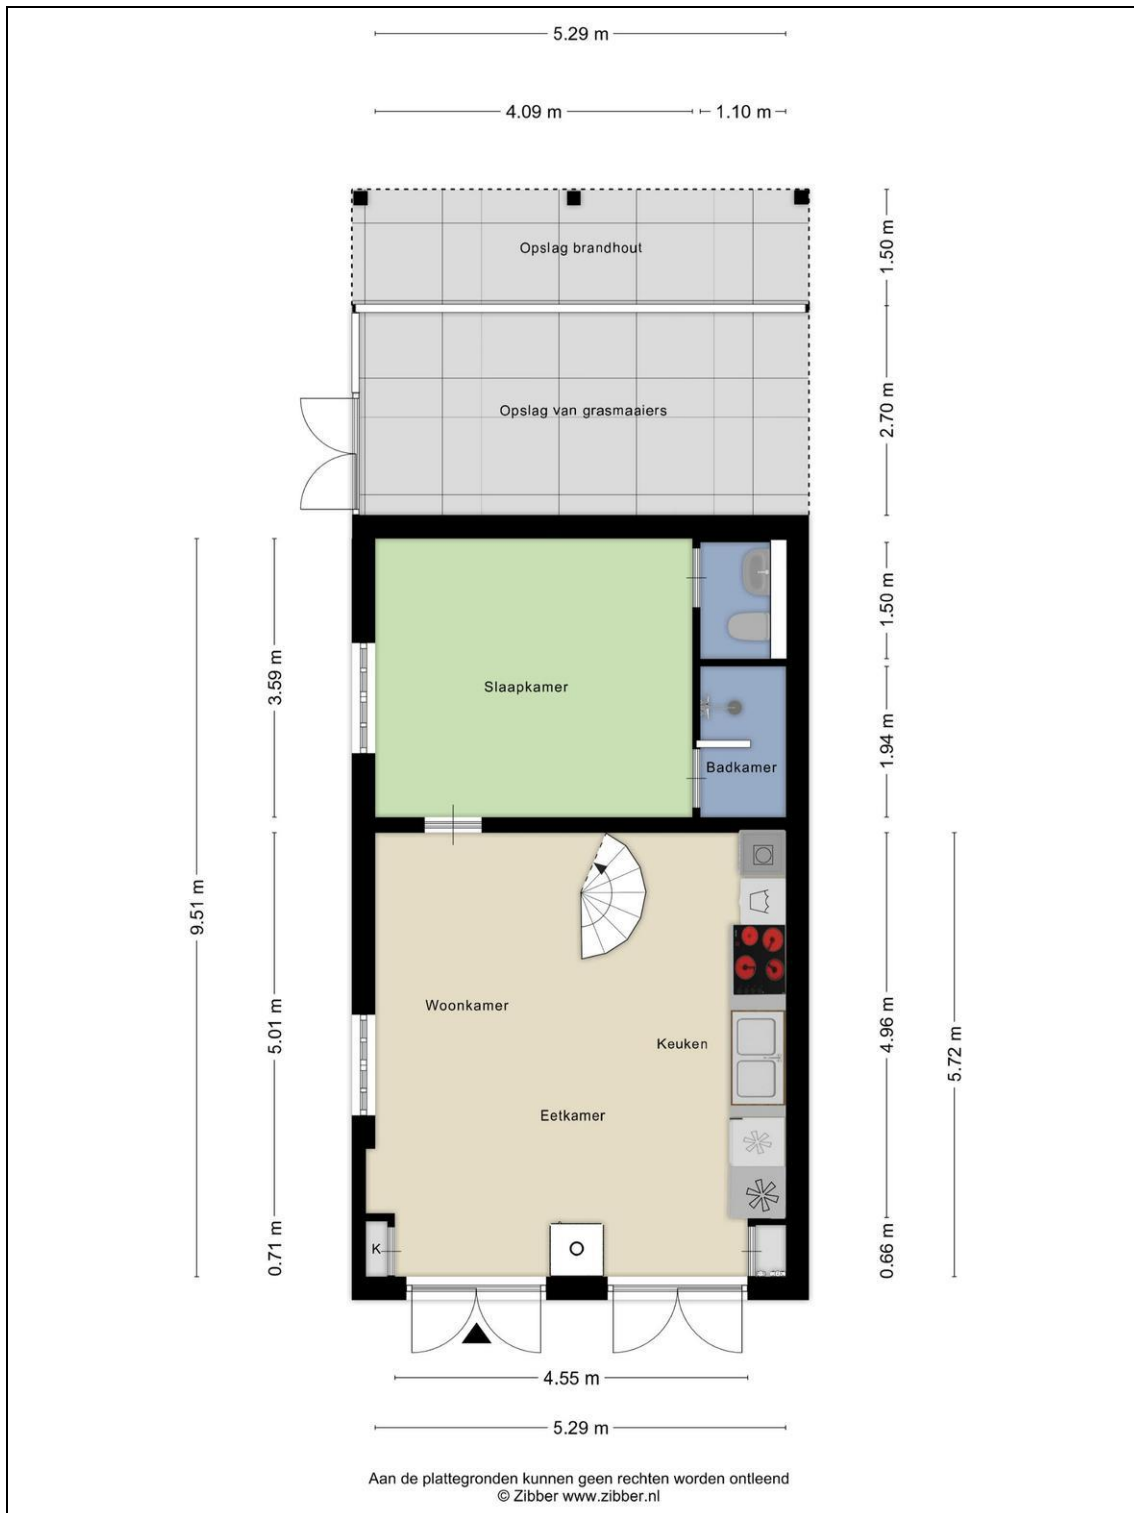 5.29 m
4.09 m
1.10 m
Opslag brandhout
1.50 m
Opslag van grasmaaiers
2.70 m
9.51 m
3.59 m
Slaapkamer
1.50 m
1.94 m
Badkamer
5.01 m
Woonkamer
Keuken
4.96 m
5.72 m
Eetkamer
0.71 m
K
0.66 m
4.55 m
5.29 m
Aan de plattegronden kunnen geen rechten worden ontleend
© Zibber www.zibber.nl